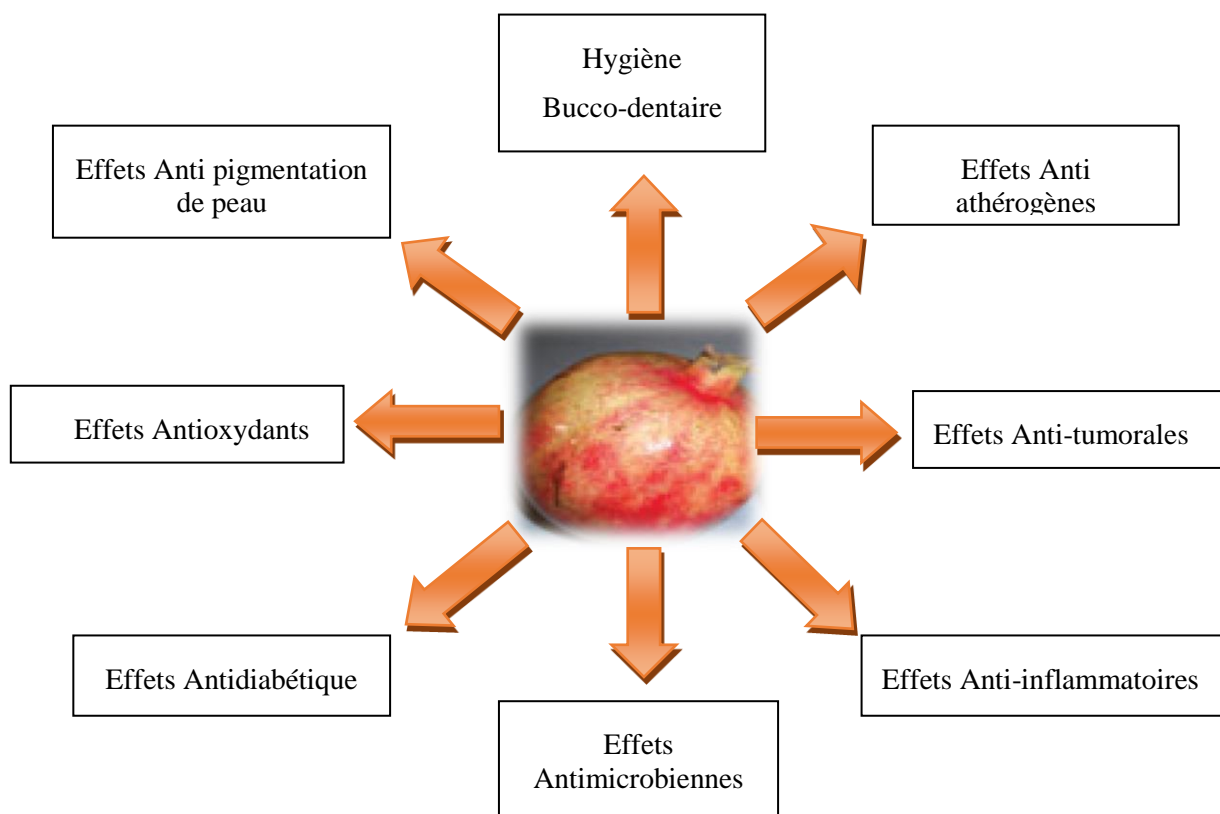 Hygiène
Bucco-dentaire
Effets Anti pigmentation
de peau
Effets Anti
athérogènes
Effets Antioxydants
Effets Anti-tumorales
Effets Antidiabétique
Effets Anti-inflammatoires
Effets
Antimicrobiennes